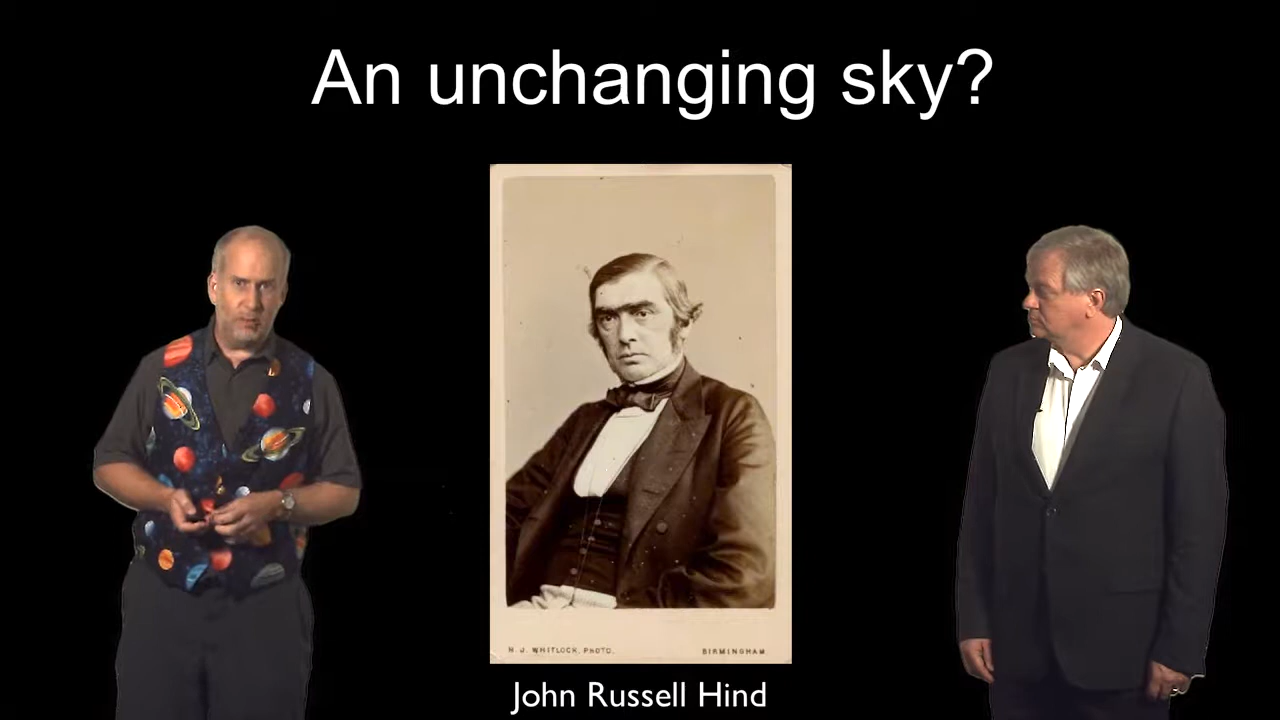 An unchanging sky?
H. J. WHITLOCK, PHOTO.
BIRMINGHAM
John Russell Hind